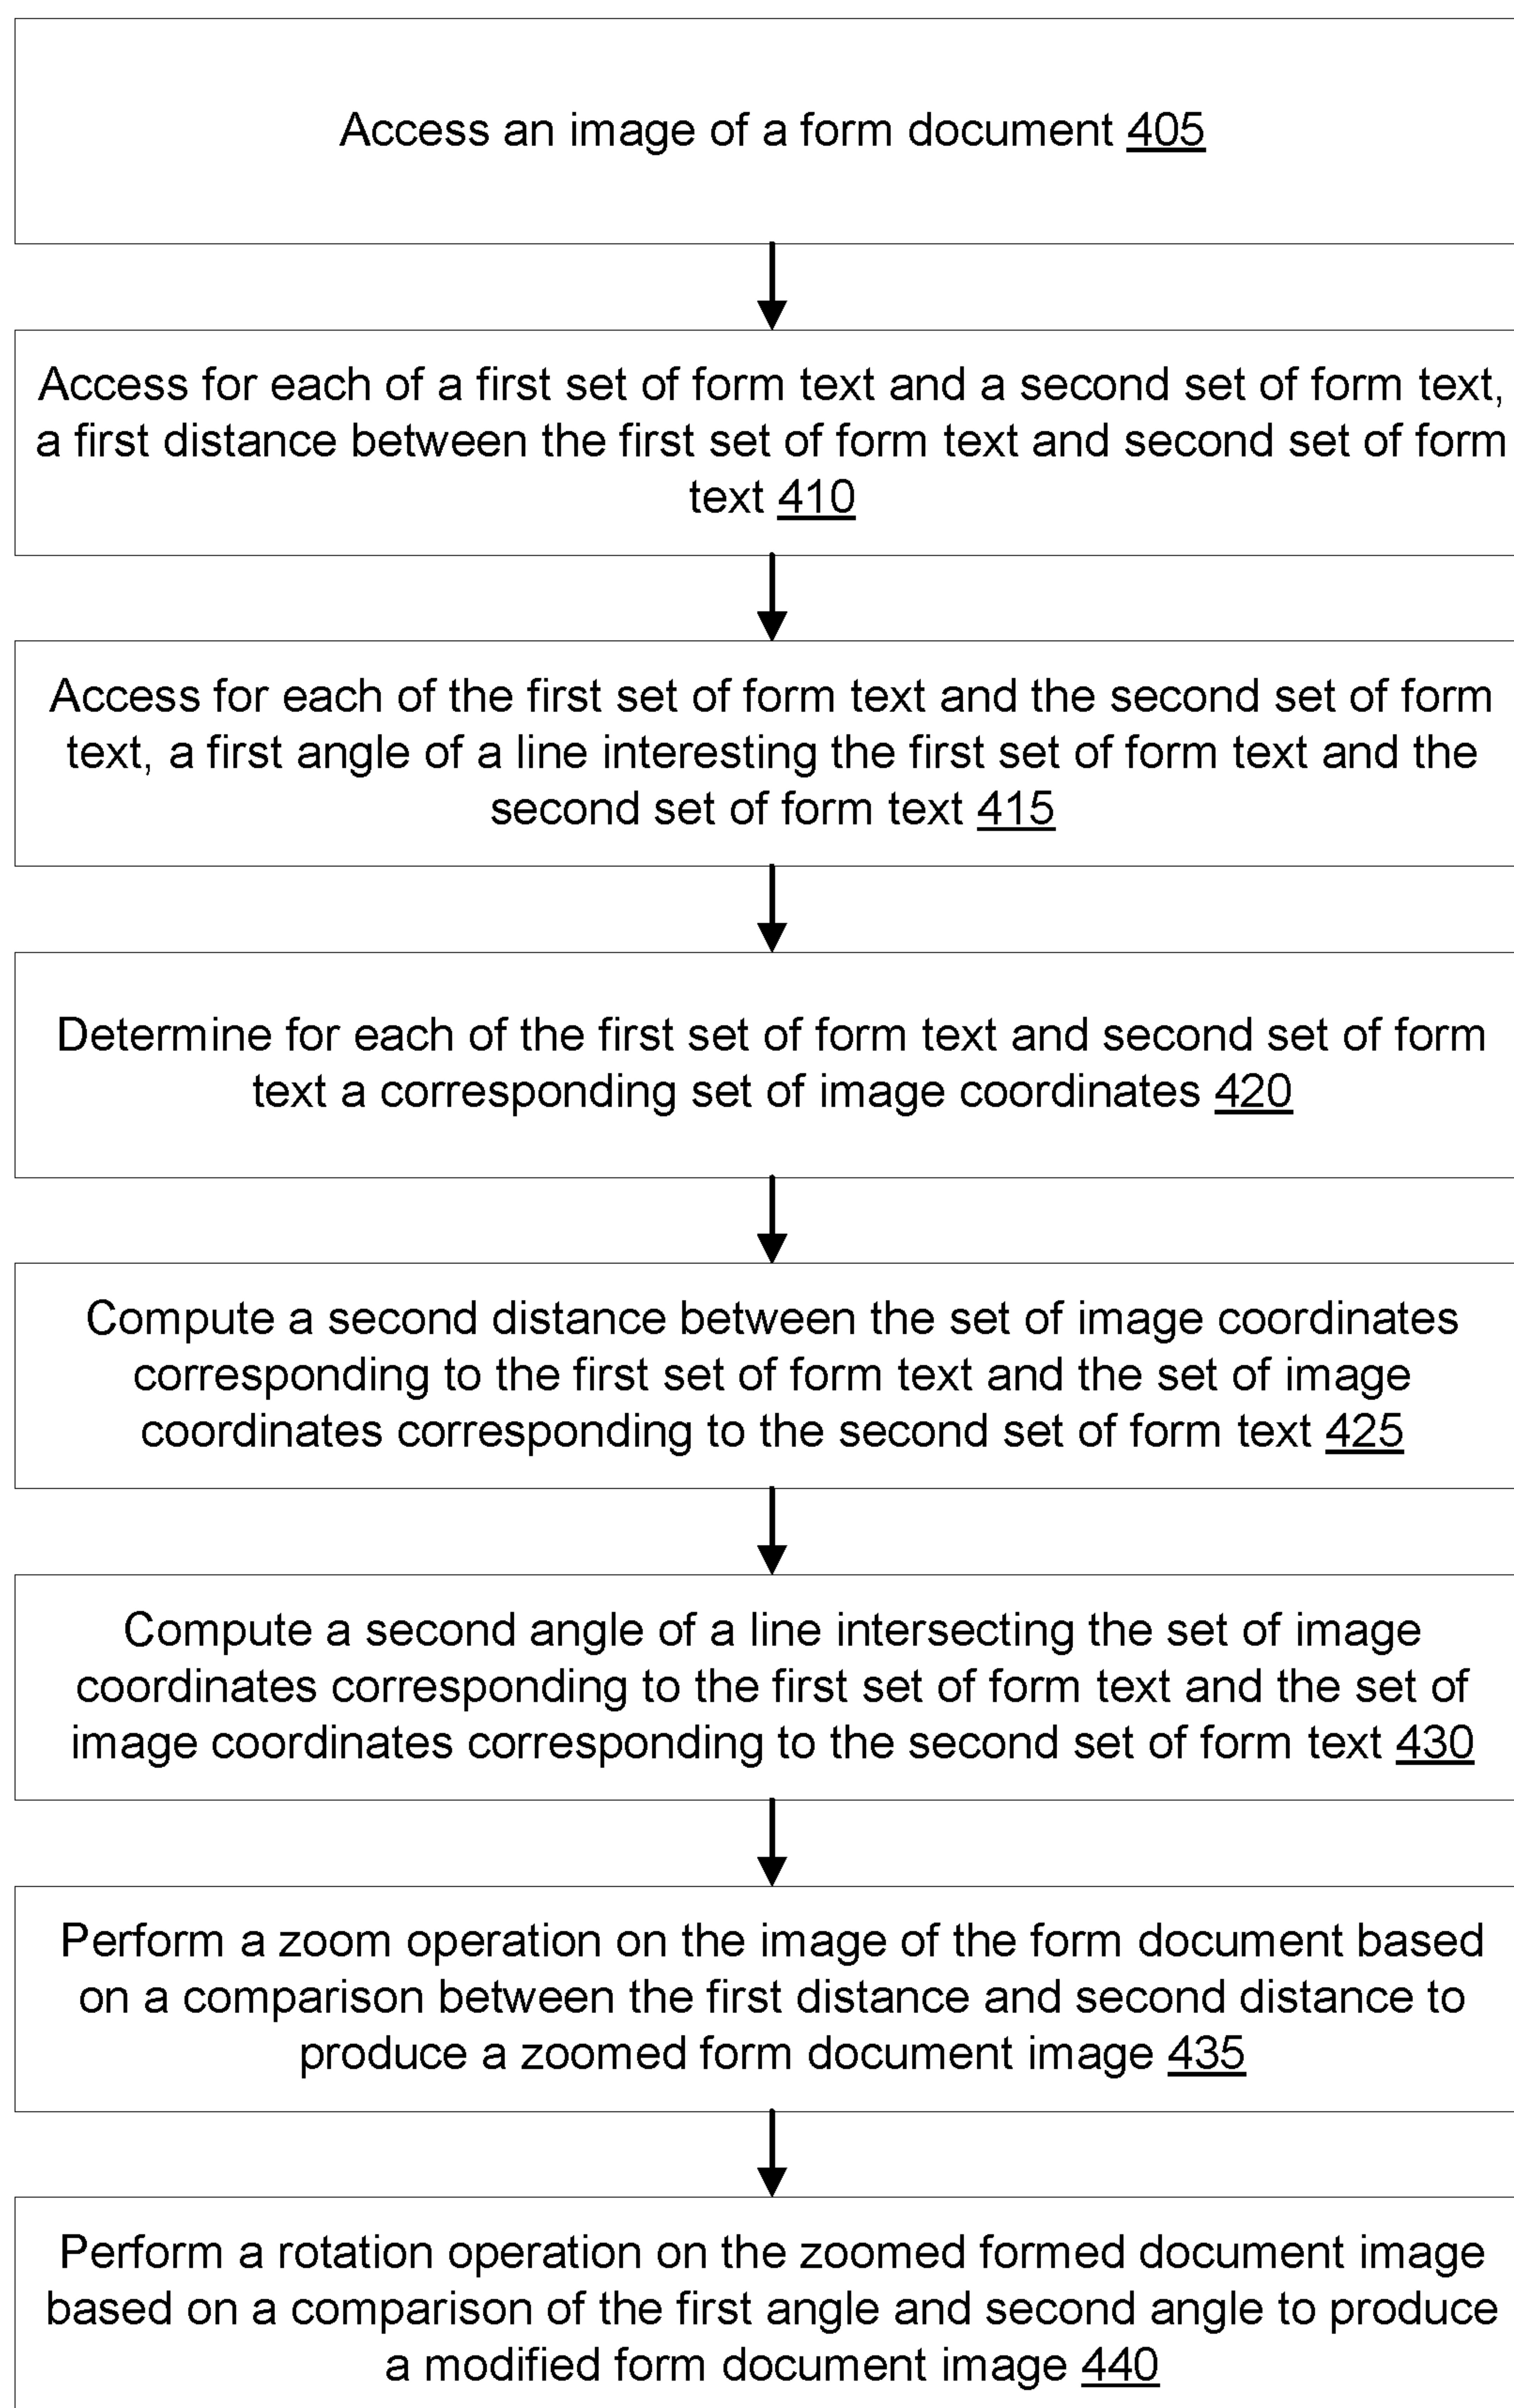 Access an image of a form document 405
Access for each of a first set of form text and a second set of form text,
a first distance between the first set of form text and second set of form
text 410
Access for each of the first set of form text and the second set of form
text, a first angle of a line interesting the first set of form text and the
second set of form text 415
Determine for each of the first set of form text and second set of form
text a corresponding set of image coordinates 420
Compute a second distance between the set of image coordinates
corresponding to the first set of form text and the set of image
coordinates corresponding to the second set of form text 425
Compute a second angle of a line intersecting the set of image
coordinates corresponding to the first set of form text and the set of
image coordinates corresponding to the second set of form text 430
Perform a zoom operation on the image of the form document based
on a comparison between the first distance and second distance to
produce a zoomed form document image 435
Perform a rotation operation on the zoomed formed document image
based on a comparison of the first angle and second angle to produce
a modified form document image 440